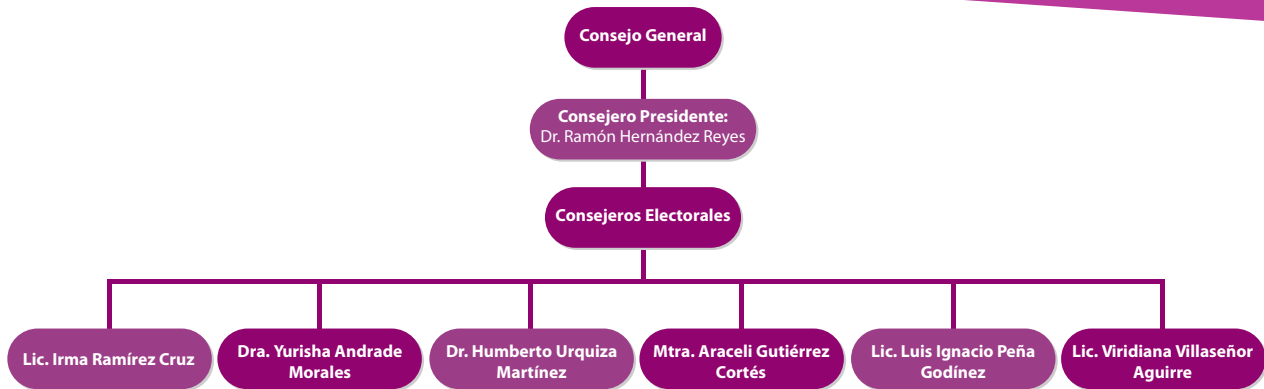 Consejo General
Consejero Presidente:
Dr. Ramón Hernández Reyes
Consejeros Electorales
Lic. Irma Ramírez Cruz
Dra. Yurisha Andrade
Morales
Dr. Humberto Urquiza
Martínez
Mtra. Araceli Gutiérrez
Cortés
Lic. Luis Ignacio Peña
Godínez
Lic. Viridiana Villaseñor
Aguirre